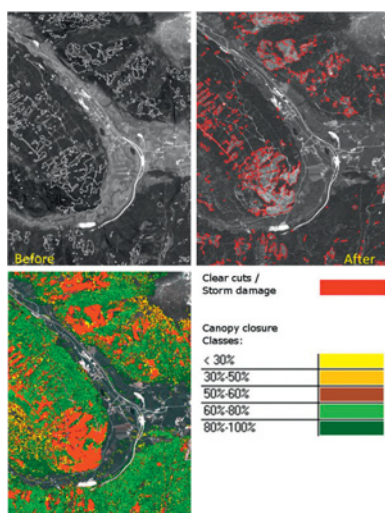 Before
After
Clear cuts /
Storm damage
Canopy closure
Classes:
< 30%
30%-50%
50%-60%
60%-80%
80%-100%